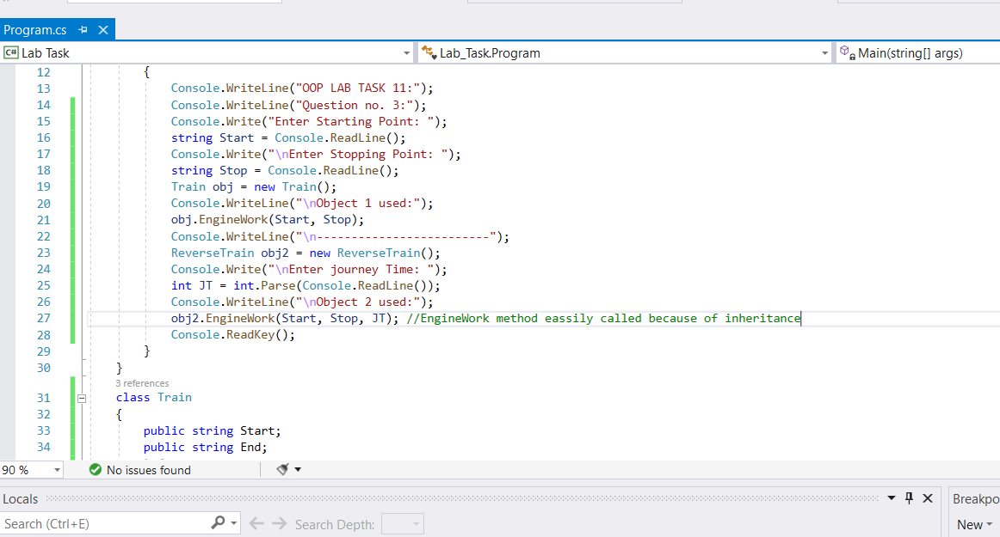 Program.cs
C# Lab Task Lab_Task.Program Main(string[] args)
12 {
13 Console.WriteLine("OOP LAB TASK 11:");
14 Console.WriteLine("Question no. 3:");
15 Console.Write("Enter Starting Point: ");
16 string Start = Console.ReadLine();
17 Console.Write("\nEnter Stopping Point: ");
18 string Stop = Console.ReadLine();
19 Train obj = new Train();
20 Console.WriteLine("\nObject 1 used:");
21 obj.EngineWork(Start, Stop);
22 Console.WriteLine("\n-------------------------");
23 ReverseTrain obj2 = new ReverseTrain();
24 Console.Write("\nEnter journey Time: ");
25 int JT = int.Parse(Console.ReadLine());
26 Console.WriteLine("\nObject 2 used:");
27 obj2.EngineWork(Start, Stop, JT); //EngineWork method eassily called because of inheritance
28 Console.ReadKey();
29 }
30 }
3 references
31 class Train
32 {
33 public string Start;
34 public string End;
90 % No issues found
Locals Breakpo
Search (Ctrl+E) Search Depth: New